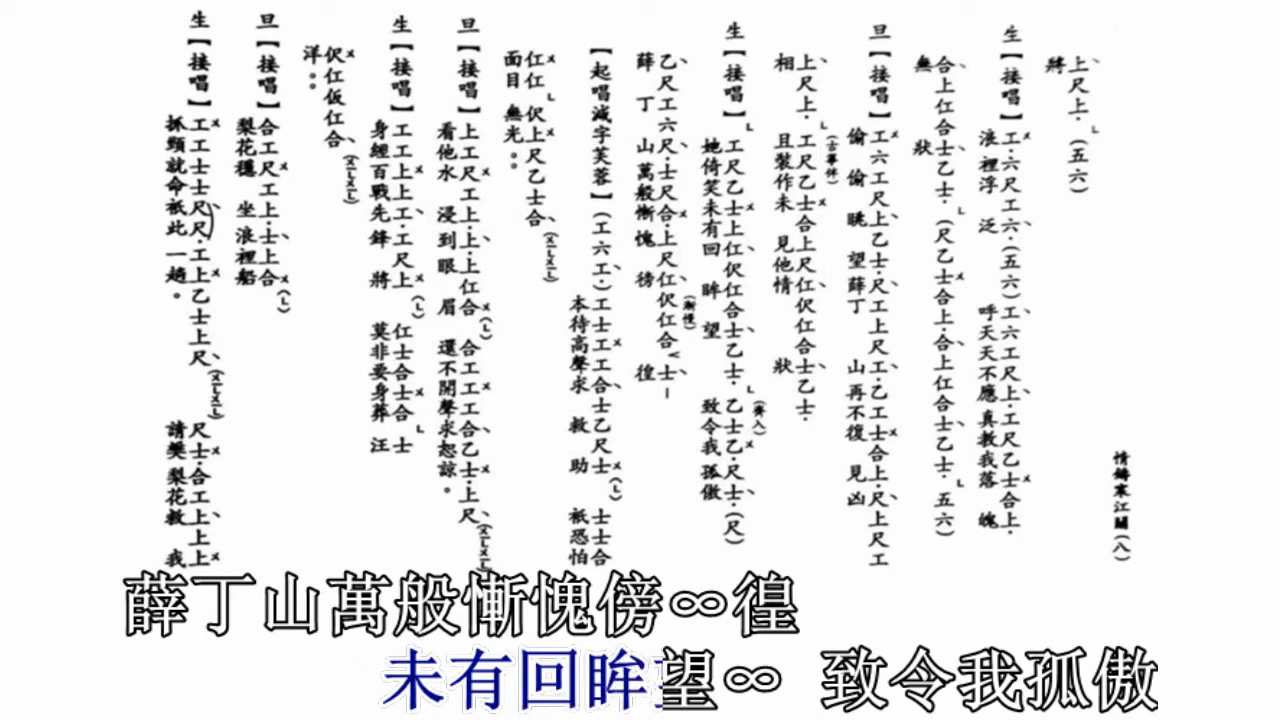 情鑄寒江關(八)
上尺上·(五六)
將
生【接唱】工·六尺工六·(五六)工六工尺上·工尺乙士合上·
浪裡浮泛 呼天天不應真教我落魄
合上仜合士乙士·(尺乙士合上·合上仜合士乙士·五六)
無狀
旦【接唱】工·六工尺上乙士·尺工上尺工·乙工士合上·尺上尺工
偷偷眺望薛丁山再不復見凶
上尺上·工尺乙士合上尺仜伬仜合士乙士·
(古華伴)
相 且裝作未見他情狀
生【接唱】工尺乙士上仜伬仜合士乙士·乙士乙·尺士·(尺)
(齊入)
她倚笑未有回眸望 致令我孤傲
乙尺工六尺·士尺合·上尺仜伬仜合士
(漸慢)
薛丁山萬般慚愧徬徨
【起唱減字芙蓉】(工六工·)工士工工合士乙尺士(L)士士合
本待高聲求救助 祇恐怕
仜仜伬上尺乙士合
面目無光。。
旦【接唱】上工尺工上·上·上仜合(L)合工工工合乙士·上尺
看他水浸到眼眉 還不開聲求恕諒。
生【接唱】工工上上工·工尺上(L)仜士合士合士
身經百戰先鋒將 莫非要身葬汪
伬仜仮仜合
洋。。
旦【接唱】合工尺工上·士上合(L)
梨花穩坐浪裡船
生【接唱】工工士士尺尺·工上乙士上尺 尺士·合工上上上
抓頸就命祇此一趟。 請樊梨花救我
薛丁山萬般慚愧傍∞徨
未有回眸望∞ 致令我孤傲